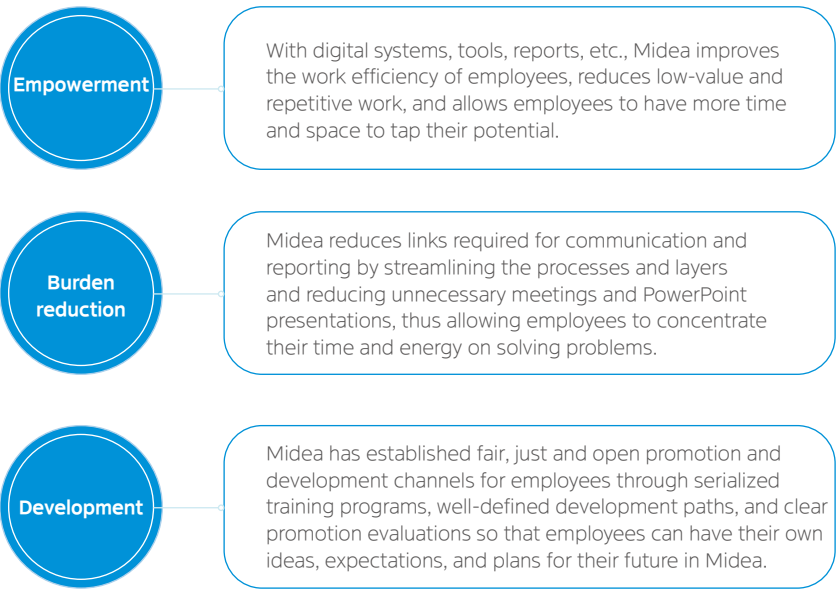 Empowerment
With digital systems, tools, reports, etc., Midea improves
the work efficiency of employees, reduces low-value and
repetitive work, and allows employees to have more time
and space to tap their potential.
Burden
reduction
Midea reduces links required for communication and
reporting by streamlining the processes and layers
and reducing unnecessary meetings and PowerPoint
presentations, thus allowing employees to concentrate
their time and energy on solving problems.
Development
Midea has established fair, just and open promotion and
development channels for employees through serialized
training programs, well-defined development paths, and clear
promotion evaluations so that employees can have their own
ideas, expectations, and plans for their future in Midea.